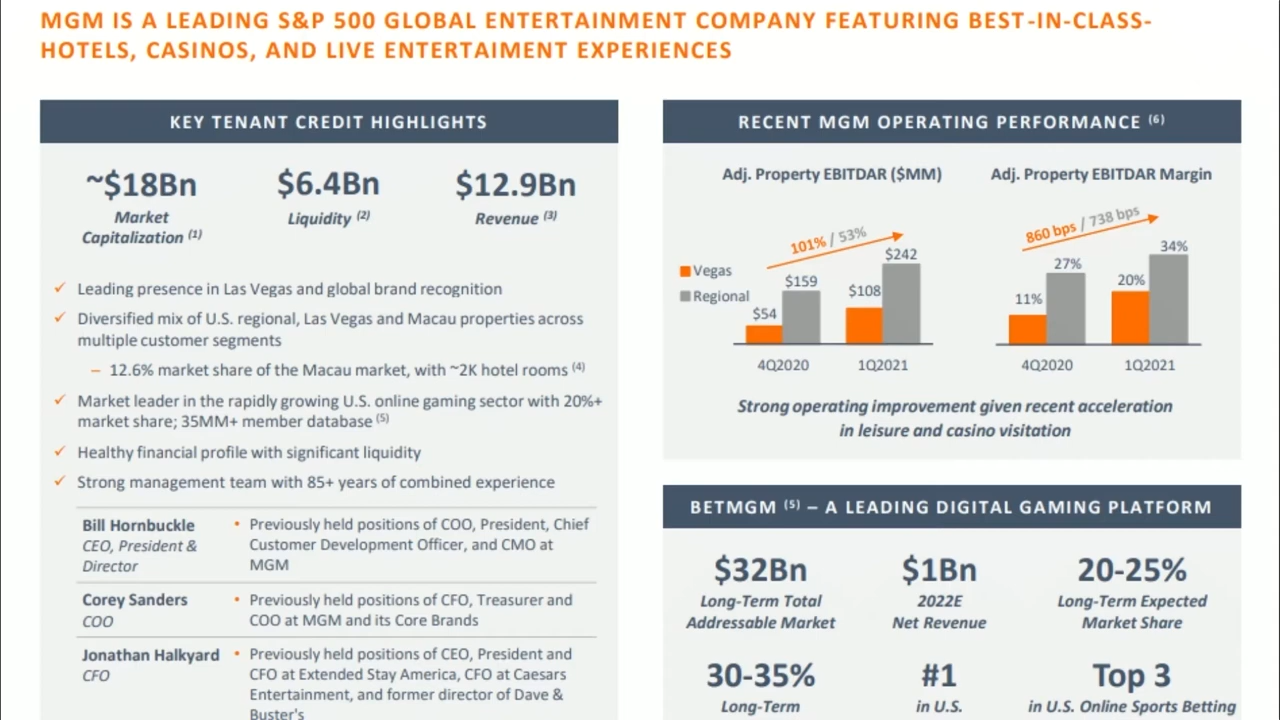 MGM IS A LEADING S&P 500 GLOBAL ENTERTAINMENT COMPANY FEATURING BEST-IN-CLASS-
HOTELS, CASINOS, AND LIVE ENTERTAIMENT EXPERIENCES
KEY TENANT CREDIT HIGHLIGHTS
~$18Bn
Market
Capitalization (1)
$6.4Bn
Liquidity (2)
$12.9Bn
Revenue (3)
✓ Leading presence in Las Vegas and global brand recognition
✓ Diversified mix of U.S. regional, Las Vegas and Macau properties across
multiple customer segments
– 12.6% market share of the Macau market, with ~2K hotel rooms (4)
✓ Market leader in the rapidly growing U.S. online gaming sector with 20%+
market share; 35MM+ member database (5)
✓ Healthy financial profile with significant liquidity
✓ Strong management team with 85+ years of combined experience
Bill Hornbuckle
CEO, President &
Director
• Previously held positions of COO, President, Chief
Customer Development Officer, and CMO at
MGM
Corey Sanders
COO
• Previously held positions of CFO, Treasurer and
COO at MGM and its Core Brands
Jonathan Halkyard
CFO
• Previously held positions of CEO, President and
CFO at Extended Stay America, CFO at Caesars
Entertainment, and former director of Dave &
Buster's
RECENT MGM OPERATING PERFORMANCE (6)
Adj. Property EBITDAR ($MM)
101% / 53%
Vegas
Regional
$54
$159
$108
$242
4Q2020
1Q2021
Adj. Property EBITDAR Margin
860 bps / 738 bps
11%
27%
20%
34%
4Q2020
1Q2021
Strong operating improvement given recent acceleration
in leisure and casino visitation
BETMGM (5) – A LEADING DIGITAL GAMING PLATFORM
$32Bn
Long-Term Total
Addressable Market
$1Bn
2022E
Net Revenue
20-25%
Long-Term Expected
Market Share
30-35%
Long-Term
#1
in U.S.
Top 3
in U.S. Online Sports Betting